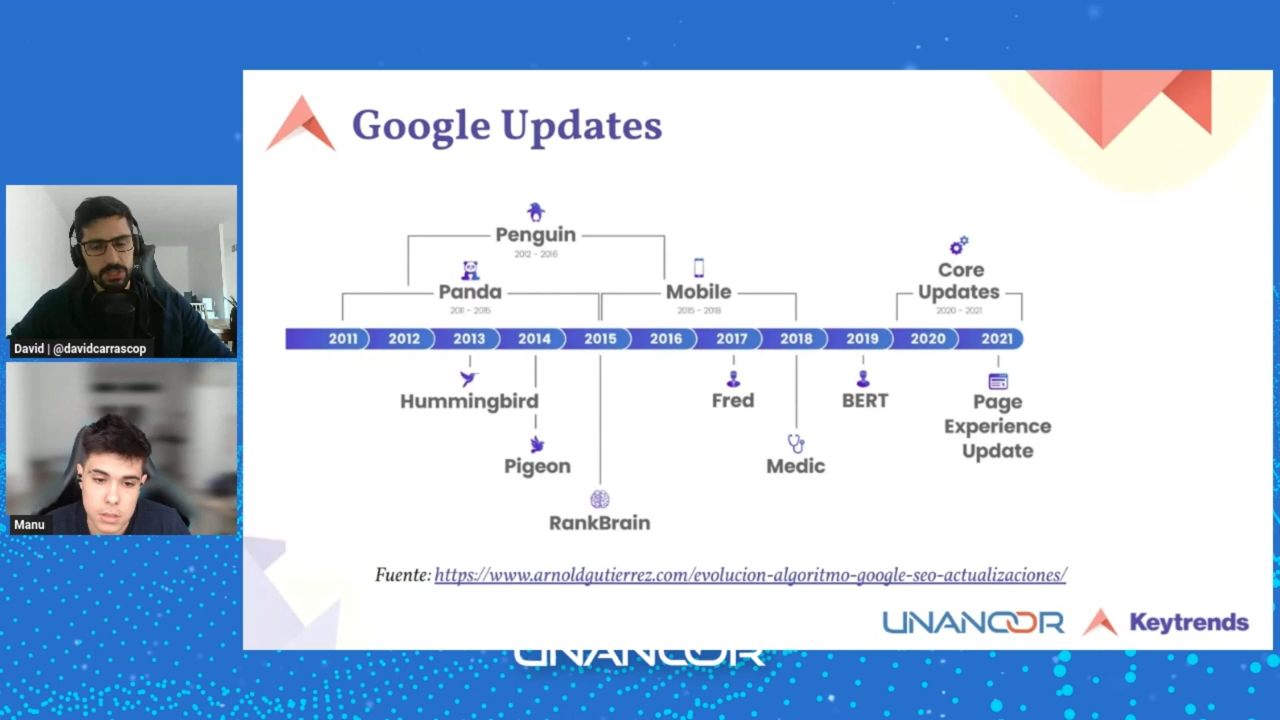 Google Updates
Penguin
2012 - 2016
Panda
2011 - 2015
Mobile
2015 - 2018
Core
Updates
2020 - 2021
2011 2012 2013 2014 2015 2016 2017 2018 2019 2020 2021
Hummingbird
Fred
BERT
Page
Experience
Update
Pigeon
Medic
RankBrain
Fuente: https://www.arnoldgutierrez.com/evolucion-algoritmo-google-seo-actualizaciones/
UNANCOR
Keytrends
UNANCOR
David | @davidcarrascop
Manu